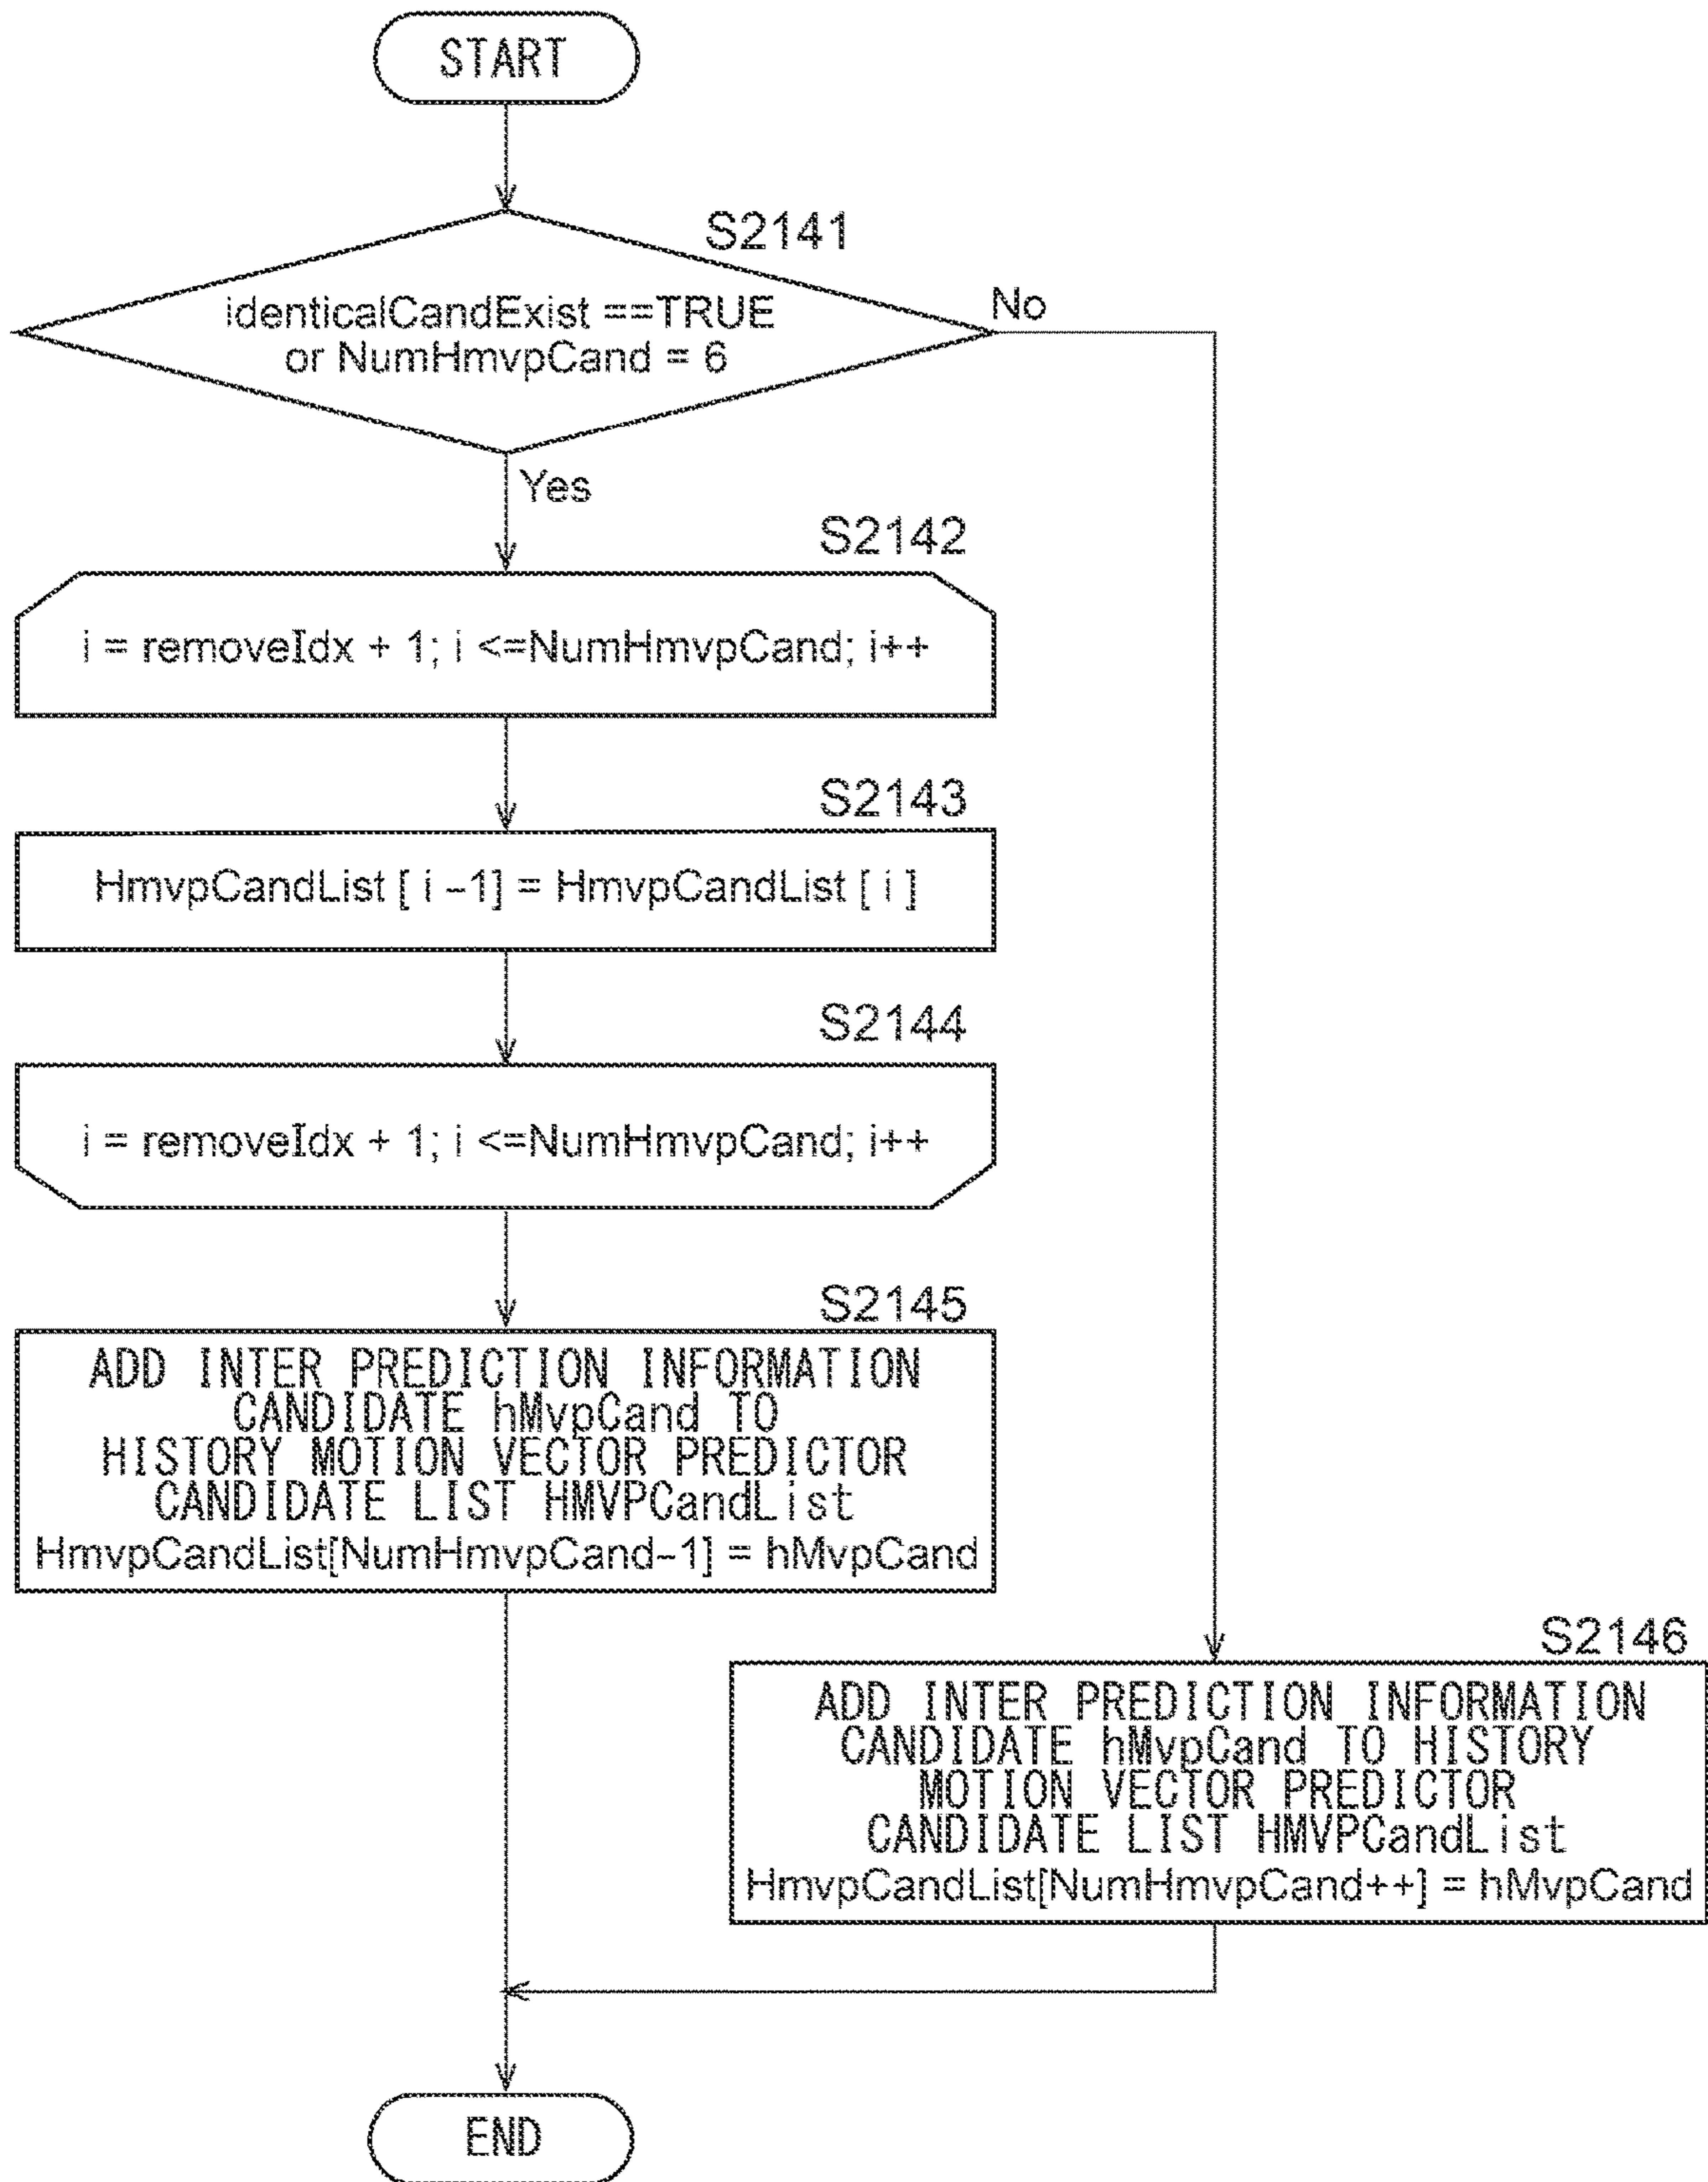 START
S2141
identicalCandExist ==TRUE
or NumHmvpCand = 6
No
Yes
S2142
i = removeIdx + 1; i <=NumHmvpCand; i++
S2143
HmvpCandList [ i -1] = HmvpCandList [ i ]
S2144
i = removeIdx + 1; i <=NumHmvpCand; i++
S2145
ADD INTER PREDICTION INFORMATION
CANDIDATE hMvpCand TO
HISTORY MOTION VECTOR PREDICTOR
CANDIDATE LIST HMVPCandList
HmvpCandList[NumHmvpCand-1] = hMvpCand
S2146
ADD INTER PREDICTION INFORMATION
CANDIDATE hMvpCand TO HISTORY
MOTION VECTOR PREDICTOR
CANDIDATE LIST HMVPCandList
HmvpCandList[NumHmvpCand++] = hMvpCand
END